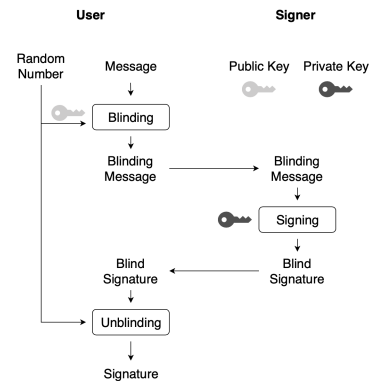 User
Signer
Random
Number
Message
Public Key
Private Key
Blinding
Blinding
Message
Blinding
Message
Signing
Blind
Signature
Blind
Signature
Unblinding
Signature